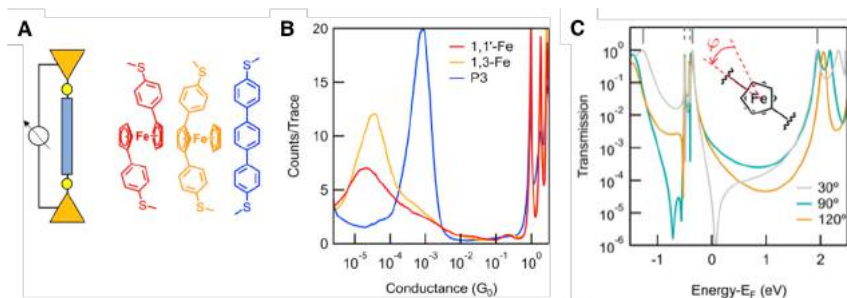 A
S
Fe
S
S
Fe
S
S
S
B
Counts/Trace
20
15
10
5
0
1,1'-Fe
1,3-Fe
P3
10⁻⁵ 10⁻⁴ 10⁻³ 10⁻² 10⁻¹ 10⁰
Conductance (G₀)
C
Transmission
10⁰
10⁻¹
10⁻²
10⁻³
10⁻⁴
10⁻⁵
10⁻⁶
φ
Fe
30º
90º
120º
-1 0 1 2
Energy-E_F (eV)